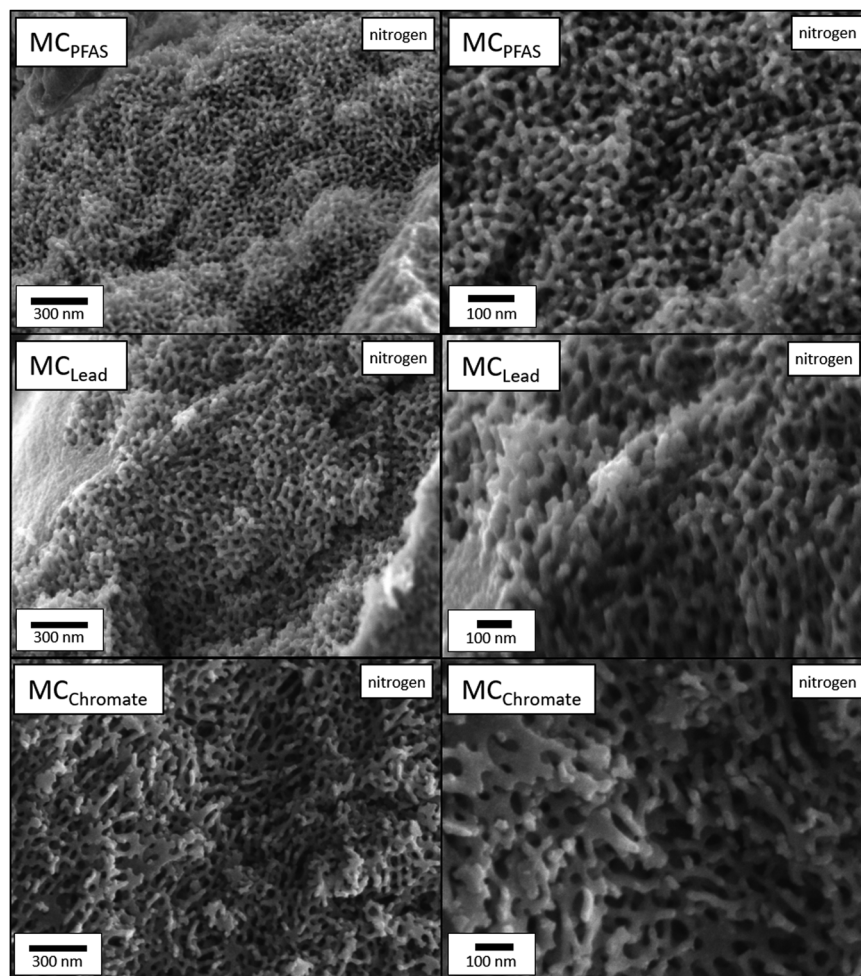 MCPFAS
nitrogen
MCPFAS
nitrogen
300 nm
100 nm
MCLead
nitrogen
MCLead
nitrogen
300 nm
100 nm
MCChromate
nitrogen
MCChromate
nitrogen
300 nm
100 nm